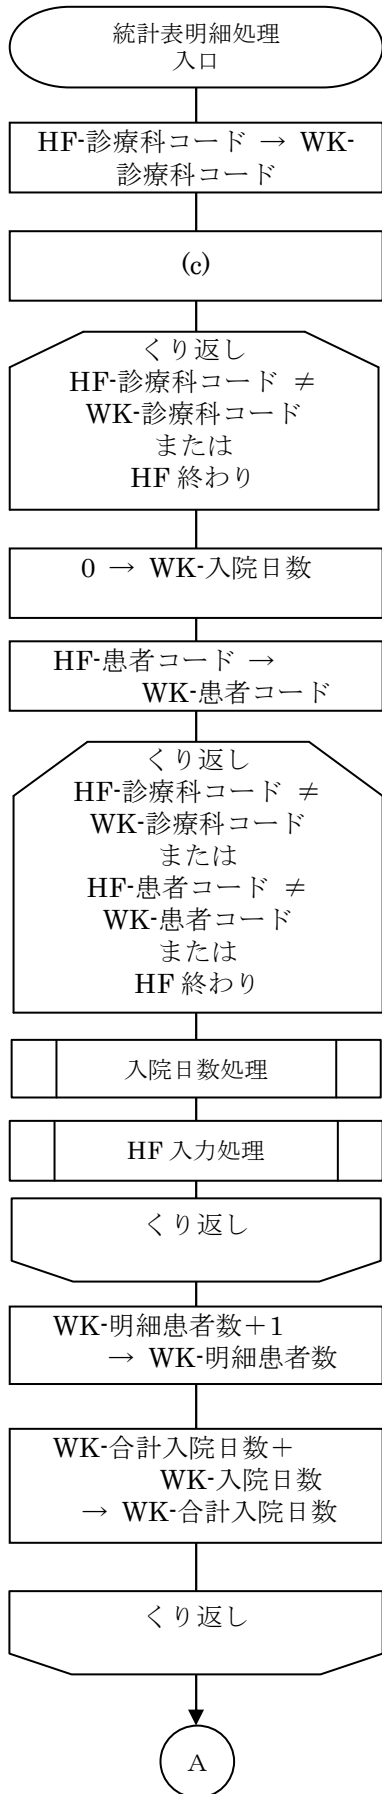 統計表明細処理
入口
HF-診療科コード → WK-
診療科コード
(c)
くり返し
HF-診療科コード ≠
WK-診療科コード
または
HF 終わり
0 → WK-入院日数
HF-患者コード →
WK-患者コード
くり返し
HF-診療科コード ≠
WK-診療科コード
または
HF-患者コード ≠
WK-患者コード
または
HF 終わり
入院日数処理
HF 入力処理
くり返し
WK-明細患者数＋1
→ WK-明細患者数
WK-合計入院日数＋
WK-入院日数
→ WK-合計入院日数
くり返し
A